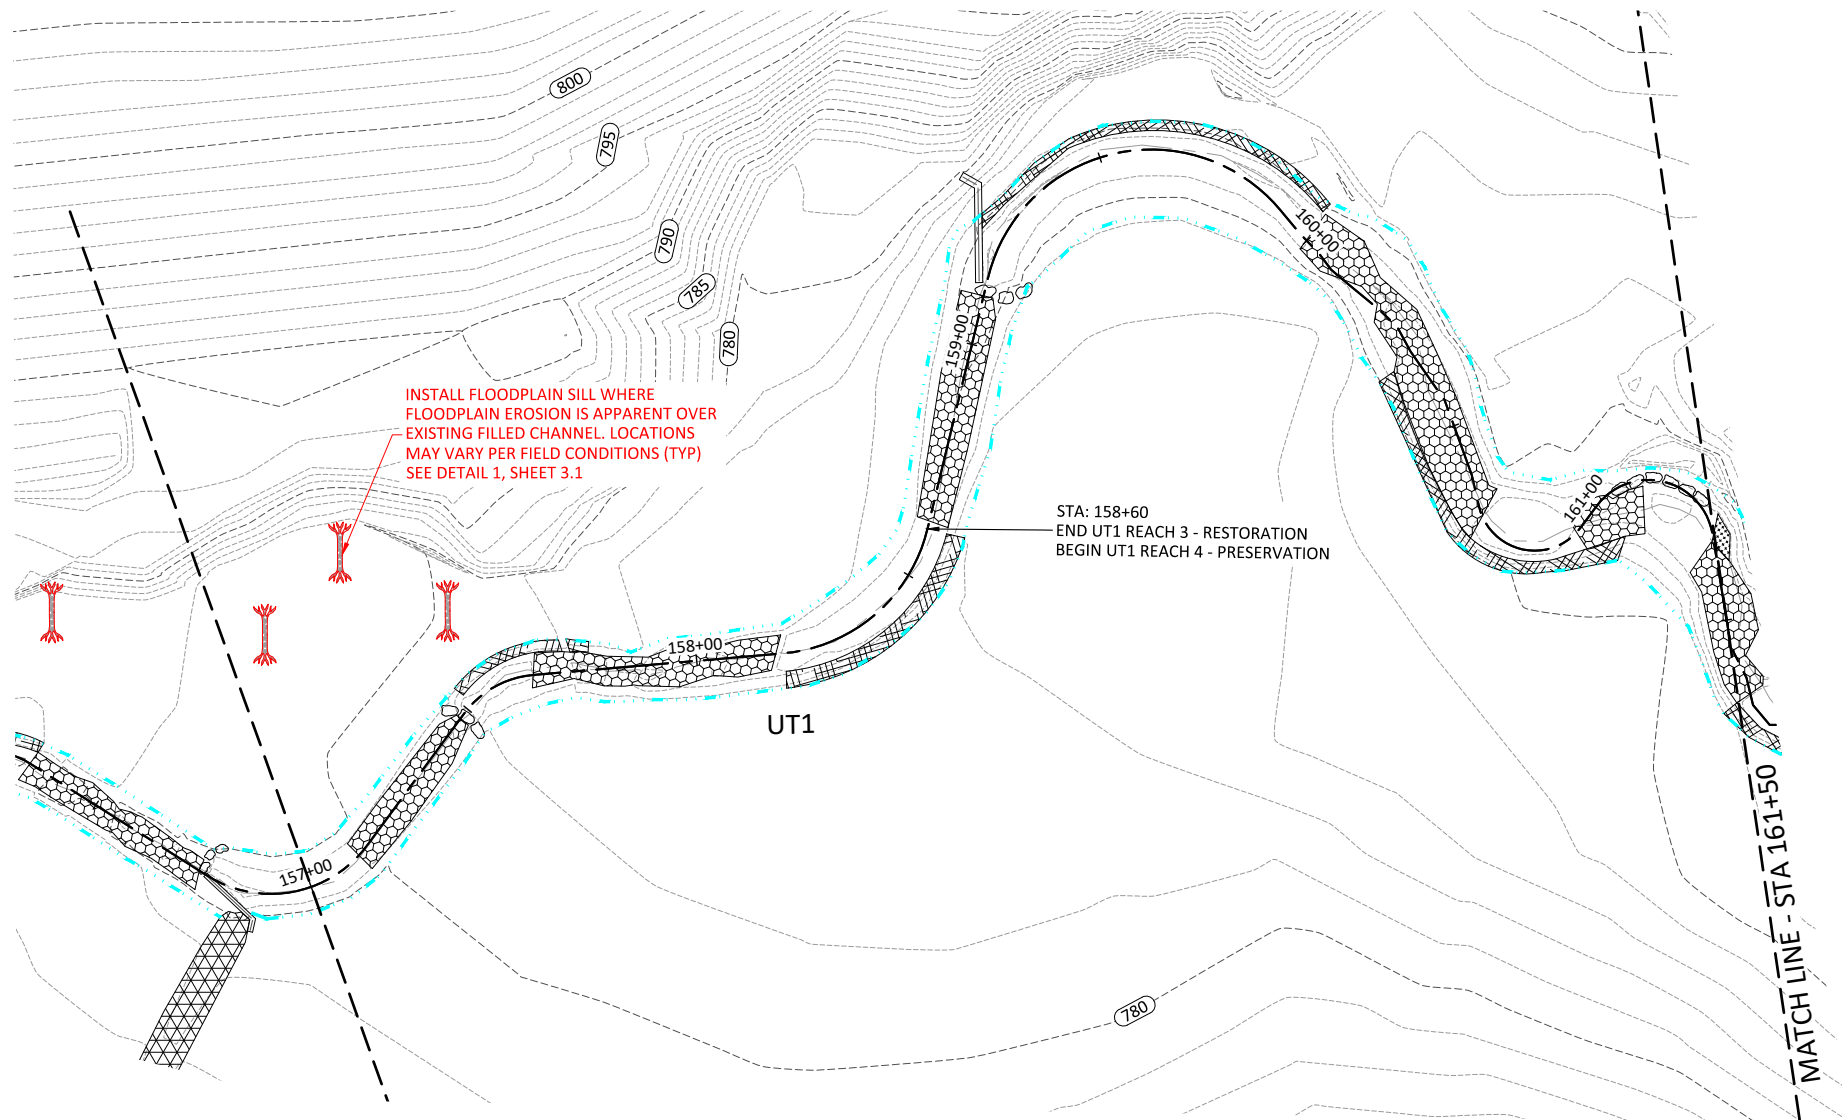 800
795
790
785
780
INSTALL FLOODPLAIN SILL WHERE
FLOODPLAIN EROSION IS APPARENT OVER
EXISTING FILLED CHANNEL. LOCATIONS
MAY VARY PER FIELD CONDITIONS (TYP)
SEE DETAIL 1, SHEET 3.1
160+00
159+00
161+00
STA: 158+60
END UT1 REACH 3 - RESTORATION
BEGIN UT1 REACH 4 - PRESERVATION
158+00
UT1
157+00
780
MATCH LINE - STA 161+50